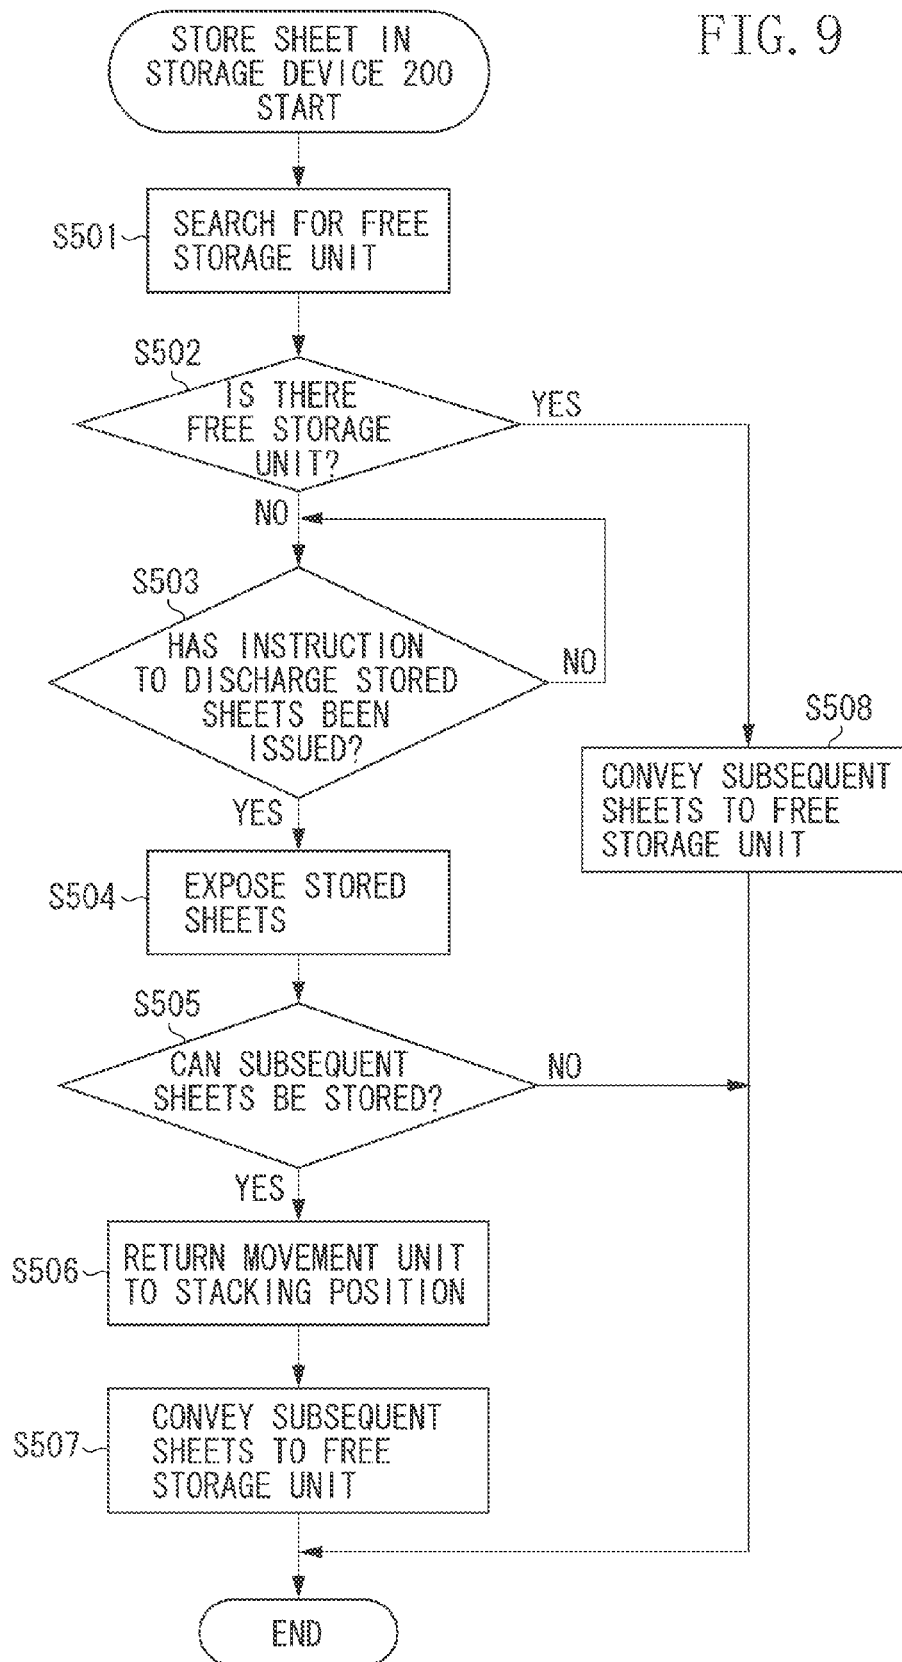 FIG. 9
STORE SHEET IN
STORAGE DEVICE 200
START
S501
SEARCH FOR FREE
STORAGE UNIT
S502
IS THERE
FREE STORAGE
UNIT?
YES
NO
S503
HAS INSTRUCTION
TO DISCHARGE STORED
SHEETS BEEN
ISSUED?
NO
YES
S508
CONVEY SUBSEQUENT
SHEETS TO FREE
STORAGE UNIT
S504
EXPOSE STORED
SHEETS
S505
CAN SUBSEQUENT
SHEETS BE STORED?
NO
YES
S506
RETURN MOVEMENT UNIT
TO STACKING POSITION
S507
CONVEY SUBSEQUENT
SHEETS TO FREE
STORAGE UNIT
END